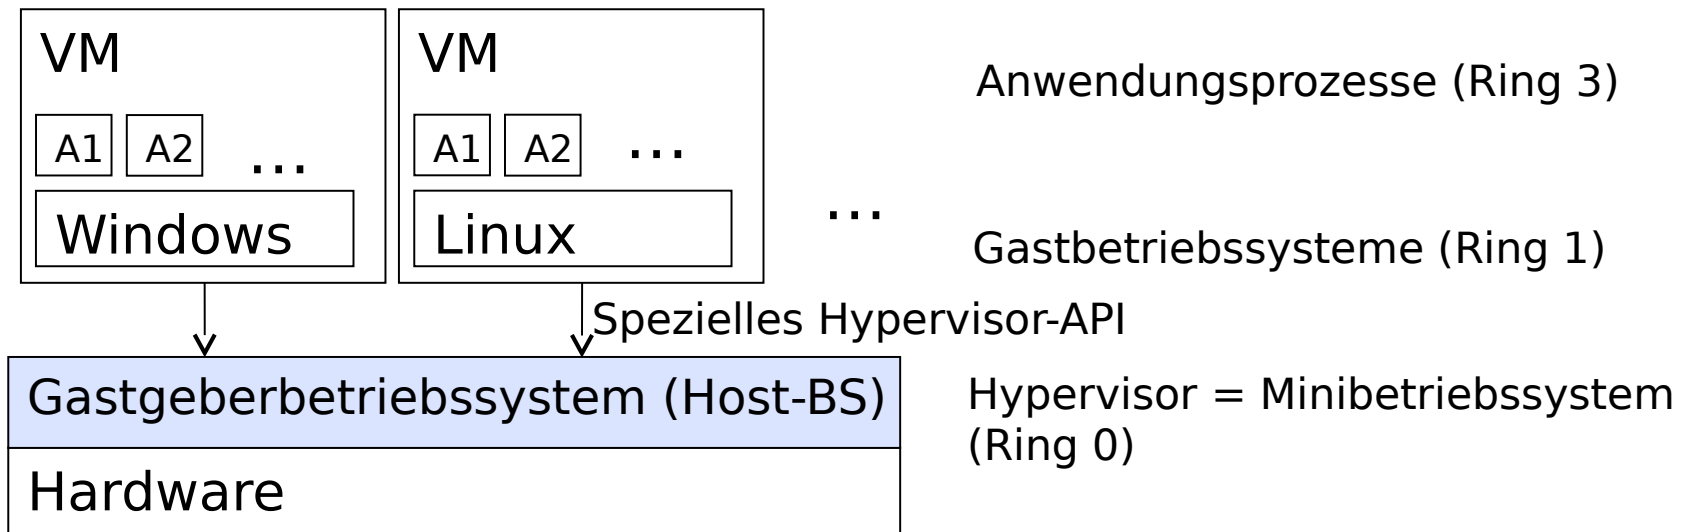 VM
A1 A2 ...
Windows
VM
A1 A2 ...
Linux
...
Anwendungsprozesse (Ring 3)
Gastbetriebssysteme (Ring 1)
Spezielles Hypervisor-API
Gastgeberbetriebssystem (Host-BS)
Hypervisor = Minibetriebssystem
(Ring 0)
Hardware